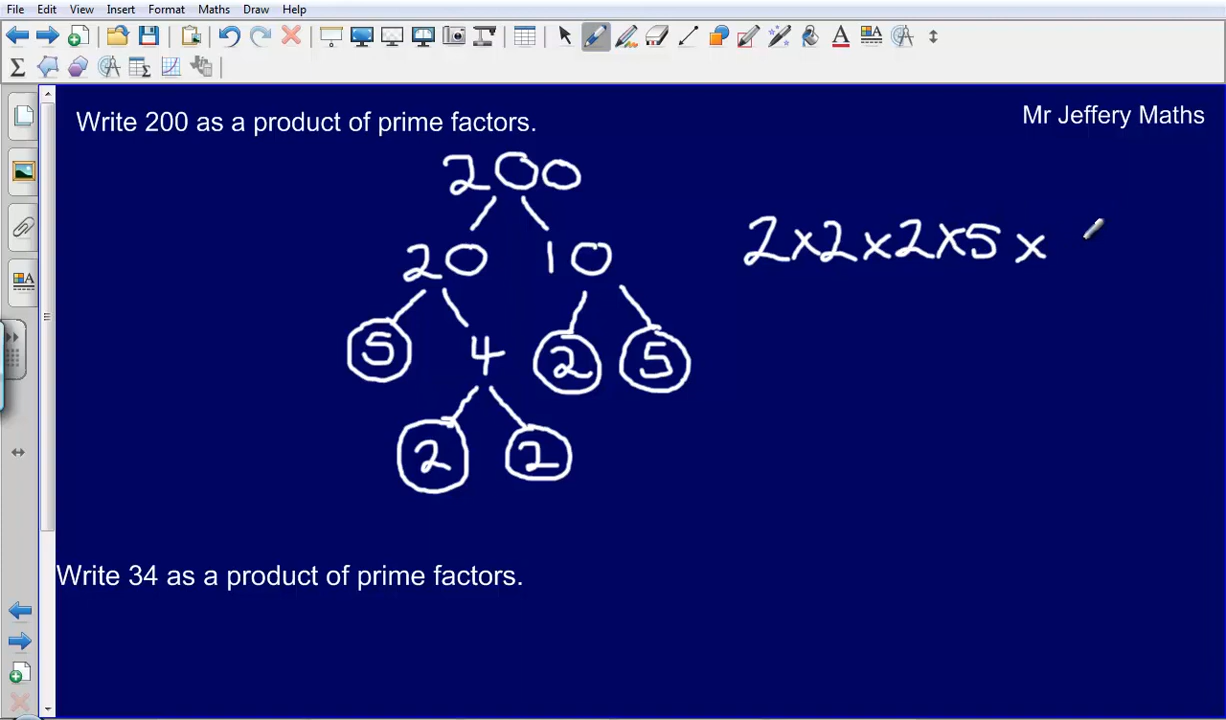 File Edit View Insert Format Maths Draw Help
Write 200 as a product of prime factors.
Mr Jeffery Maths
200
20 10
2x2x2x5x
5 4 2 5
2 2
Write 34 as a product of prime factors.